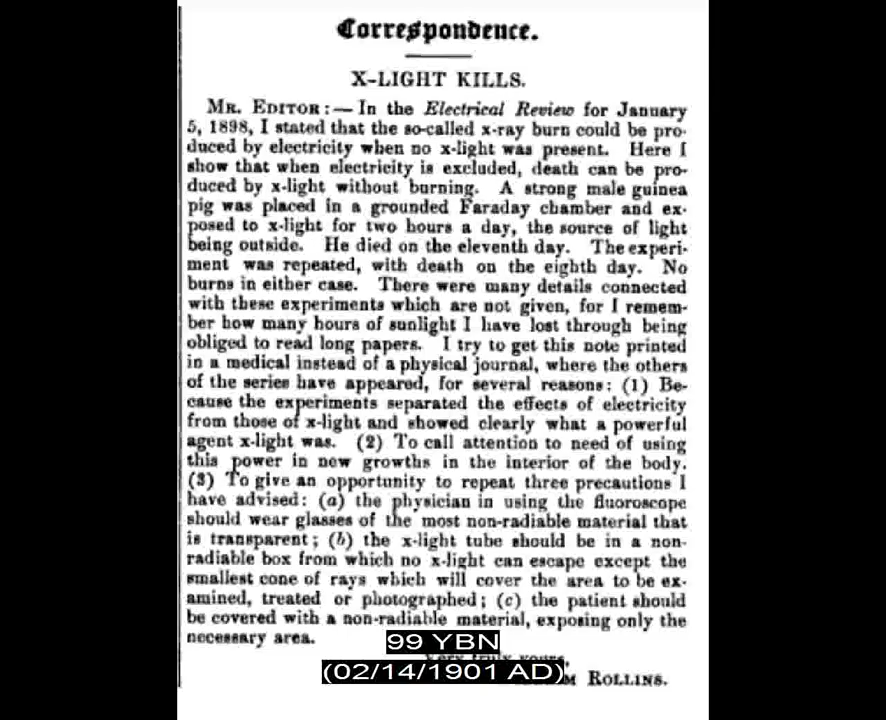 Correspondence.
X-LIGHT KILLS.
MR. EDITOR:— In the Electrical Review for January
5, 1898, I stated that the so-called x-ray burn could be pro-
duced by electricity when no x-light was present. Here I
show that when electricity is excluded, death can be pro-
duced by x-light without burning. A strong male guinea
pig was placed in a grounded Faraday chamber and ex-
posed to x-light for two hours a day, the source of light
being outside. He died on the eleventh day. The experi-
ment was repeated, with death on the eighth day. No
burns in either case. There were many details connected
with these experiments which are not given, for I remem-
ber how many hours of sunlight I have lost through being
obliged to read long papers. I try to get this note printed
in a medical instead of a physical journal, where the others
of the series have appeared, for several reasons: (1) Be-
cause the experiments separated the effects of electricity
from those of x-light and showed clearly what a powerful
agent x-light was. (2) To call attention to need of using
this power in new growths in the interior of the body.
(3) To give an opportunity to repeat three precautions I
have advised: (a) the physician in using the fluoroscope
should wear glasses of the most non-radiable material that
is transparent; (b) the x-light tube should be in a non-
radiable box from which no x-light can escape except the
smallest cone of rays which will cover the area to be ex-
amined, treated or photographed; (c) the patient should
be covered with a non-radiable material, exposing only the
necessary area.
99 YBN
(02/14/1901 AD)
ROLLINS.